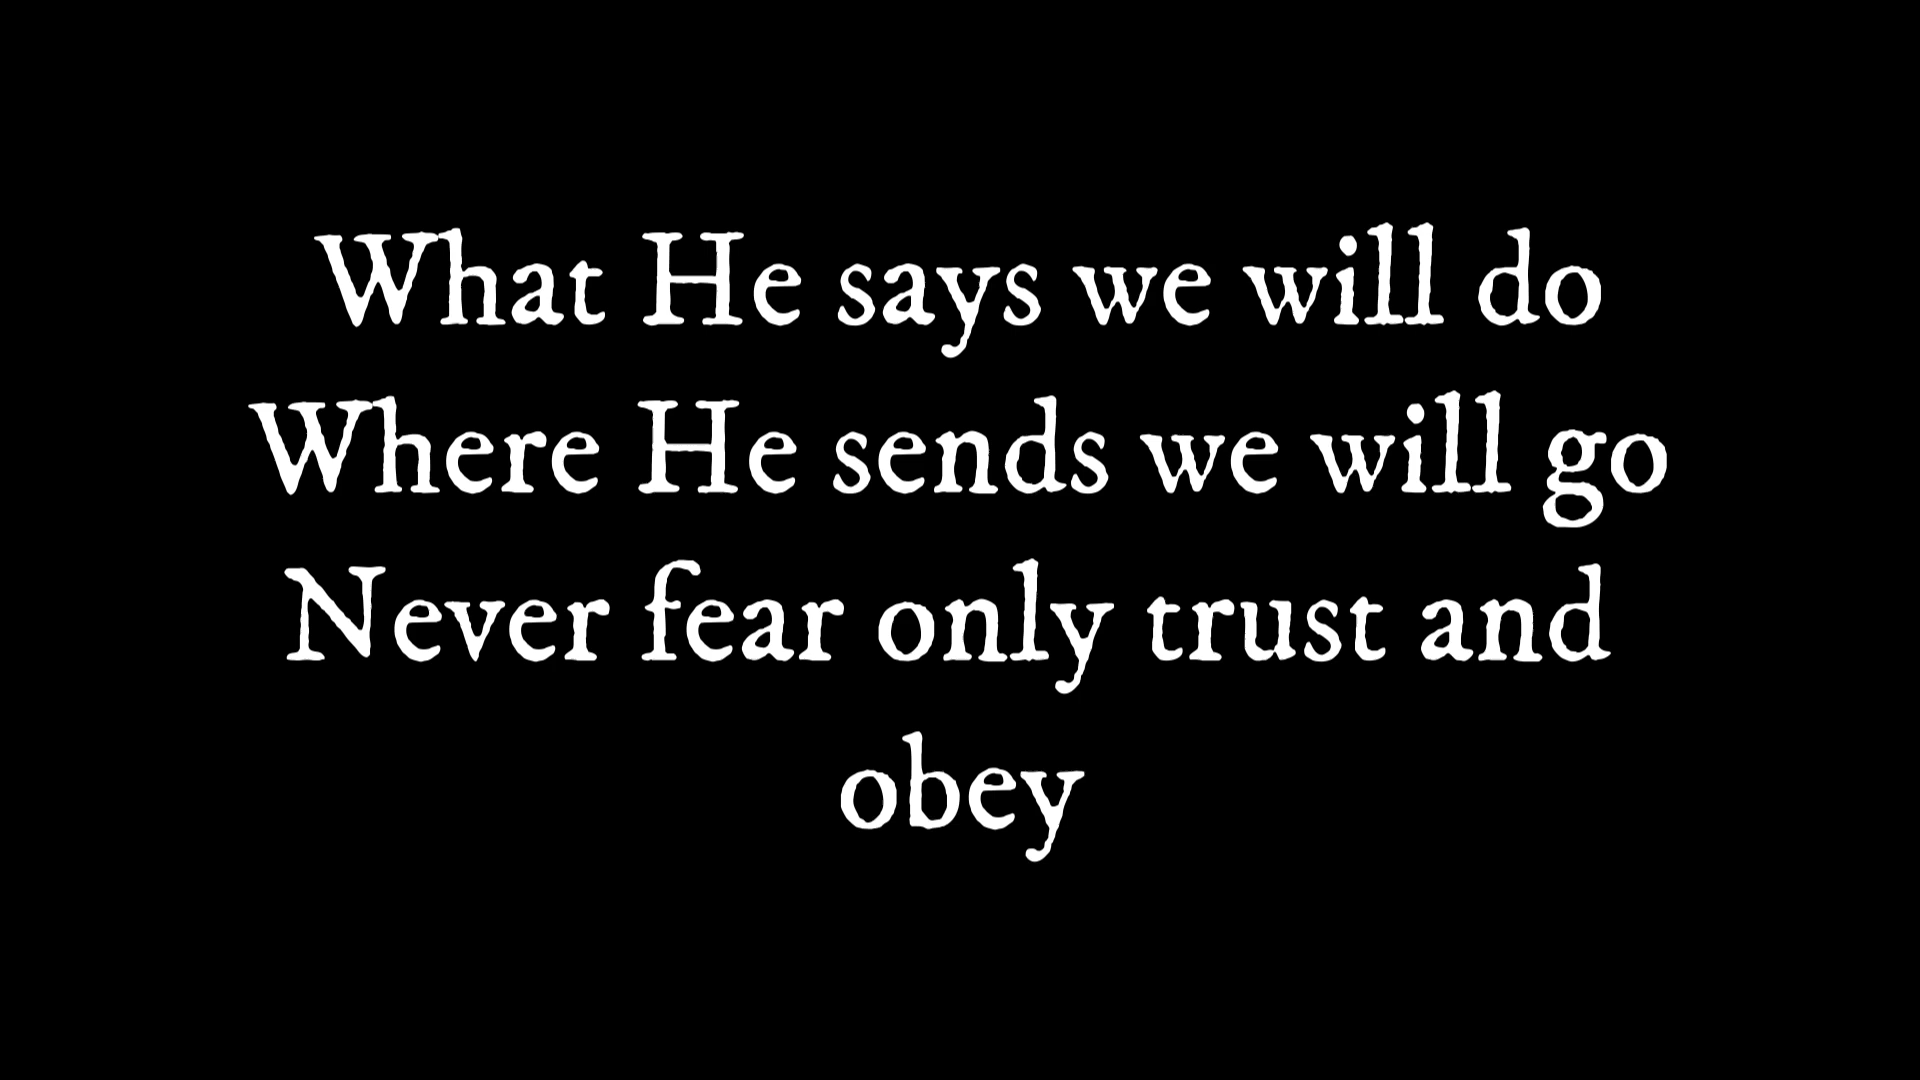 What He says we will do
Where He sends we will go
Never fear only trust and
obey